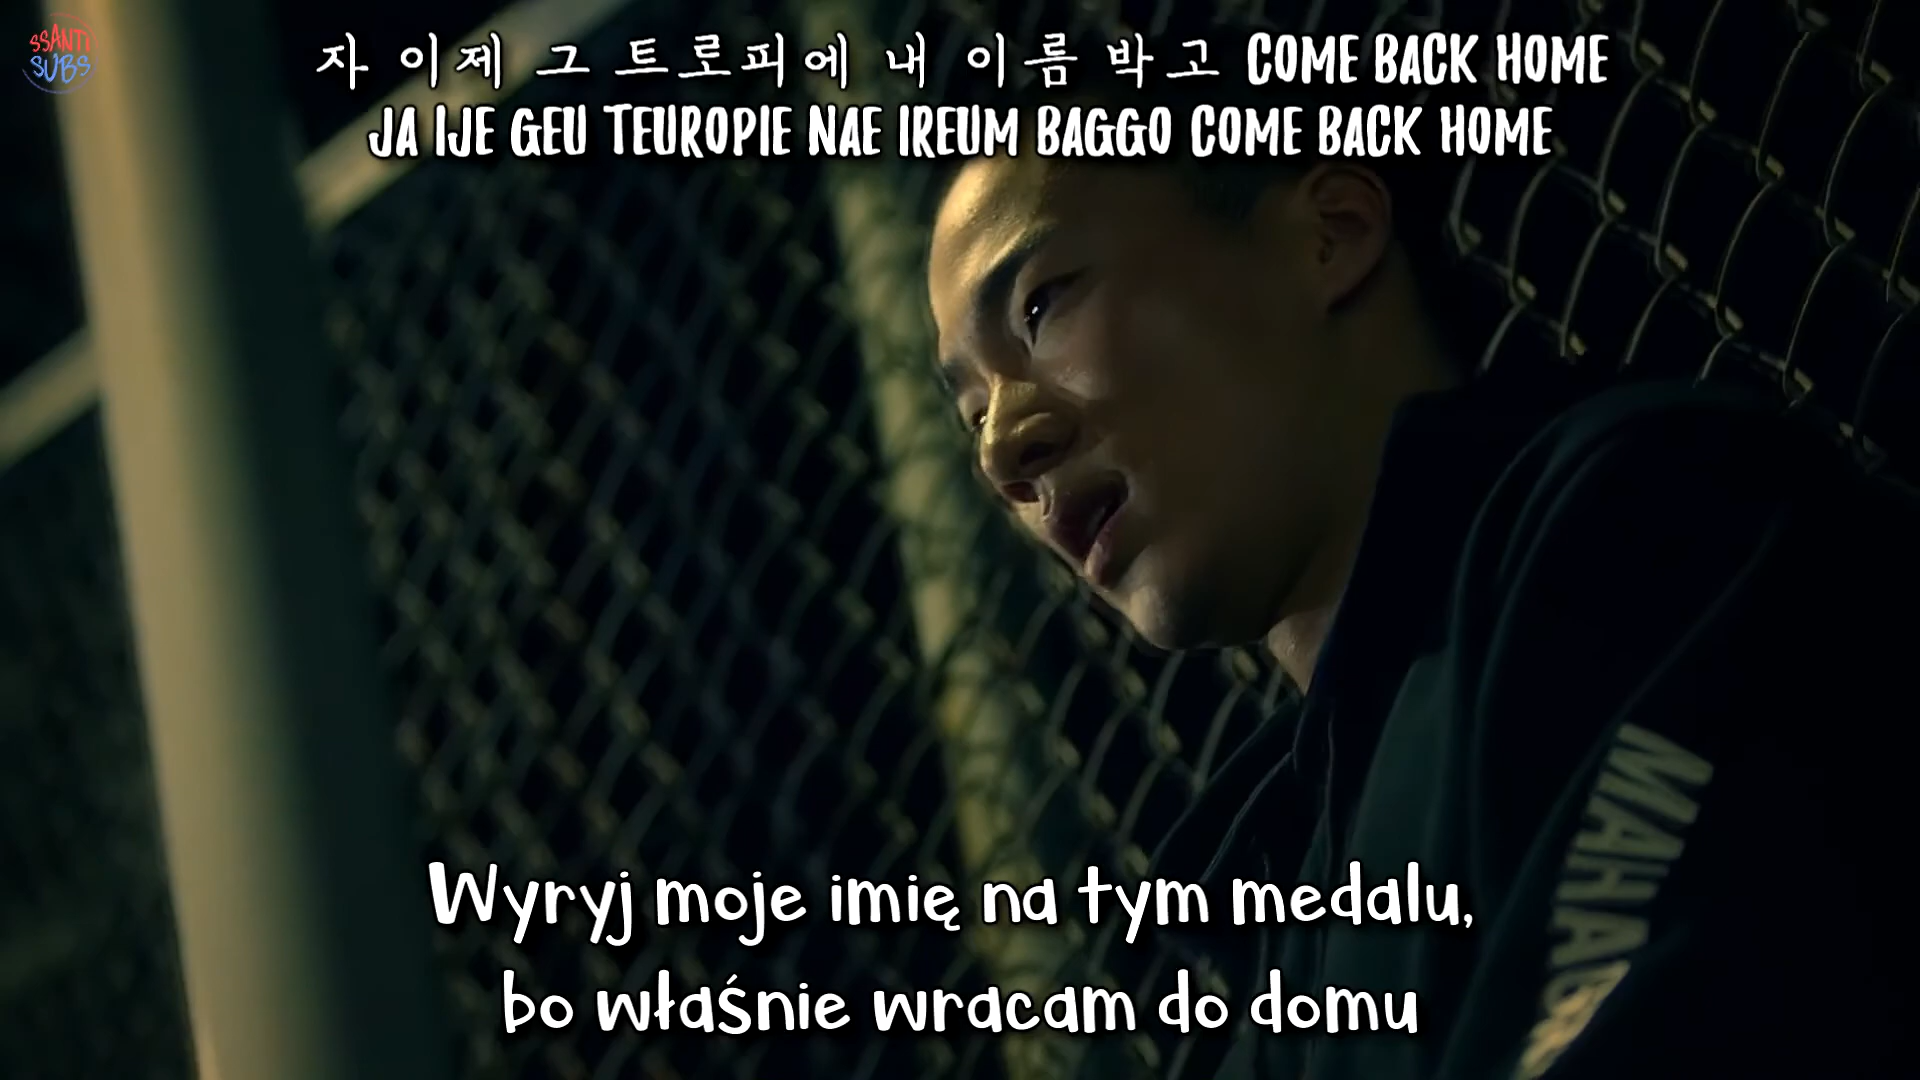 SSANTI
SUBS
자 이제 그 트로피에 내 이름 박고 COME BACK HOME
JA IJE GEU TEUROPIE NAE IREUM BAGGO COME BACK HOME
Wyryj moje imię na tym medalu,
bo właśnie wracam do domu